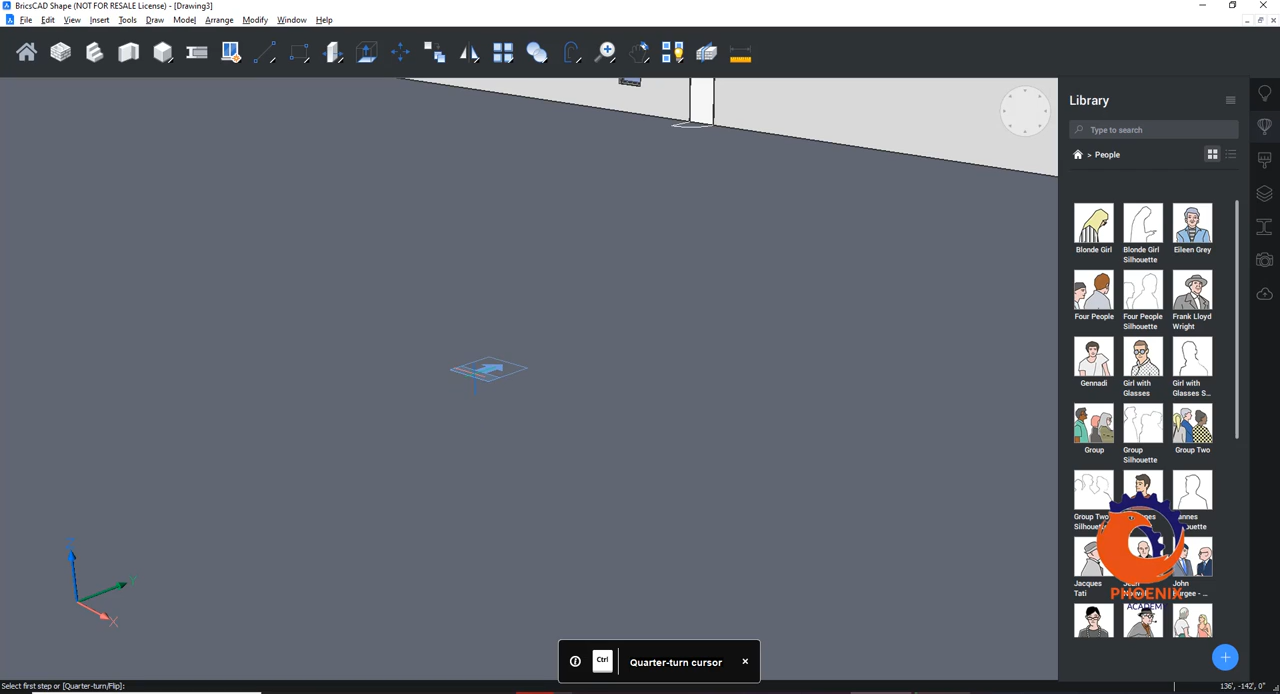 BricsCAD Shape (NOT FOR RESALE License) - [Drawing3]
File Edit View Insert Tools Draw Model Arrange Modify Window Help
Library
Type to search
> People
Blonde Girl
Blonde Girl Silhouette
Eileen Grey
Four People
Four People Silhouette
Frank Lloyd Wright
Gennadi
Girl with Glasses
Girl with Glasses S...
Group
Group Silhouette
Group Two
Group Two
Jacques Tati
John
PHOENIX
ACADEMY
Z
X
Ctrl
Quarter-turn cursor
Select first step or [Quarter-turn/Flip]:
136', -142', 0"